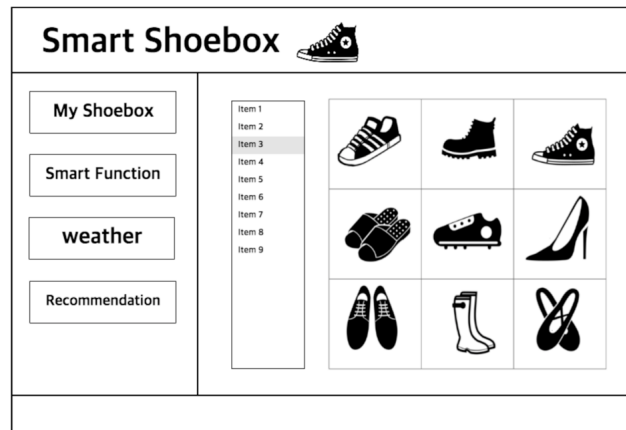 Smart Shoebox
My Shoebox
Smart Function
weather
Recommendation
Item 1
Item 2
Item 3
Item 4
Item 5
Item 6
Item 7
Item 8
Item 9